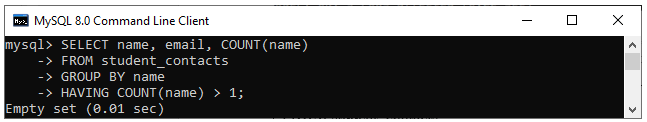 MySQL 8.0 Command Line Client
mysql> SELECT name, email, COUNT(name)
    -> FROM student_contacts
    -> GROUP BY name
    -> HAVING COUNT(name) > 1;
Empty set (0.01 sec)